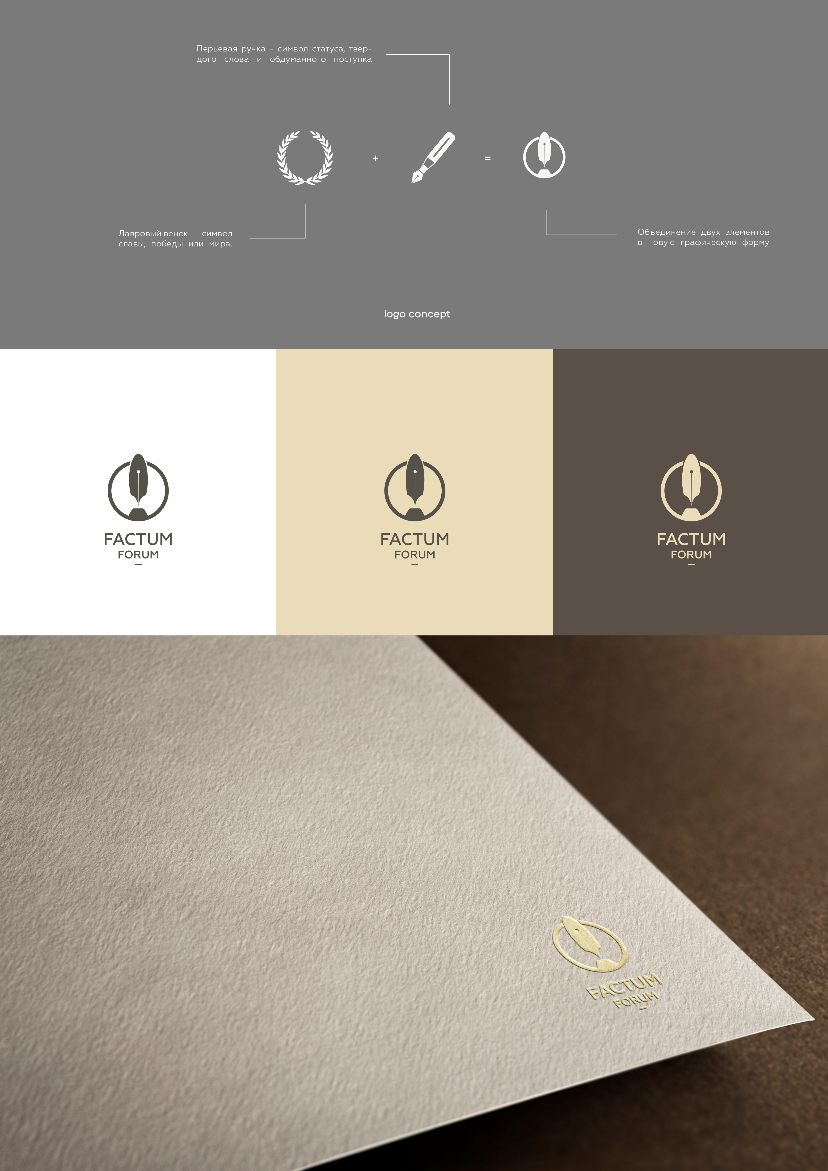 Перьевая ручка - символ статуса, твер-
дого слова и обдуманного поступка
+
=
Лавровый венок символ
славы, победы или мира.
Объединение двух элементов
в графическую форму
logo concept
FACTUM
FORUM
FACTUM
FORUM
FACTUM
FORUM
FACTUM
FORUM